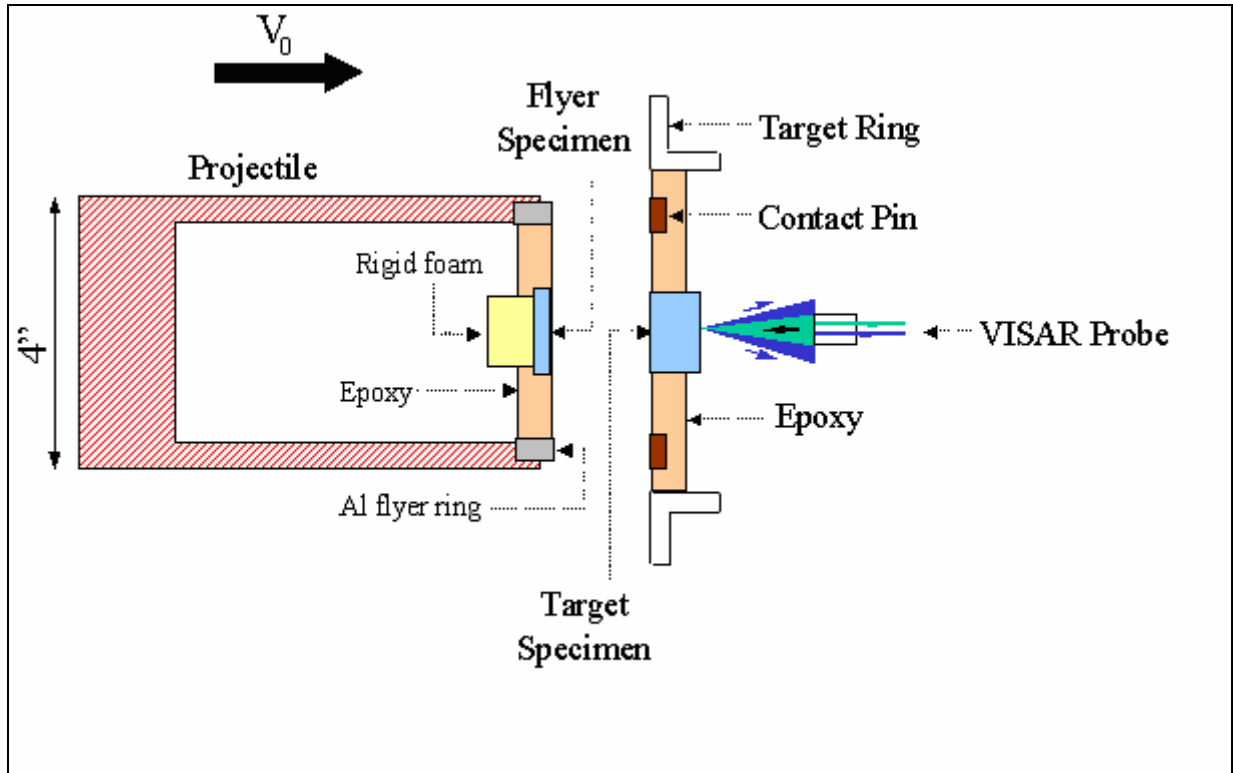 V0
Flyer
Specimen
Target Ring
Projectile
Contact Pin
Rigid foam
4”
VISAR Probe
Epoxy
Epoxy
Al flyer ring
Target
Specimen